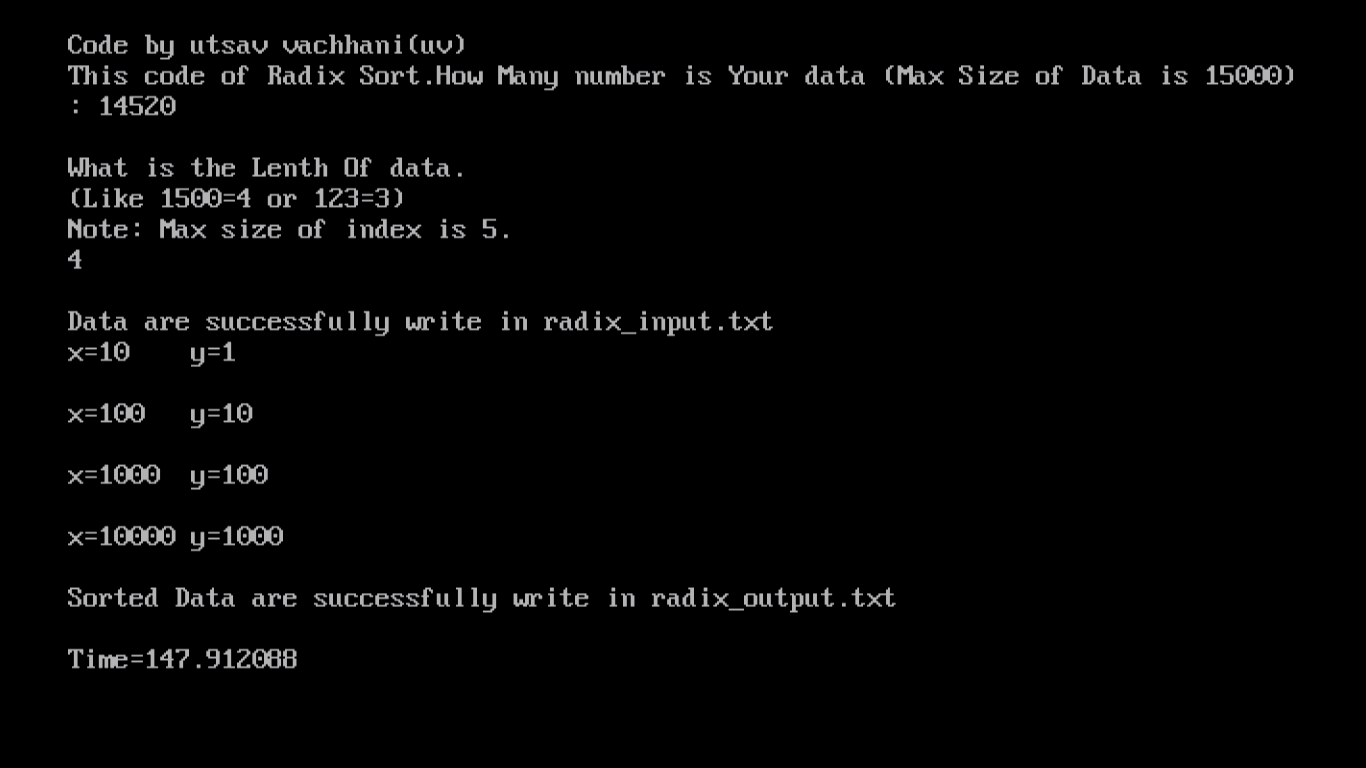 Code by utsav vachhani(uv)
This code of Radix Sort.How Many number is Your data (Max Size of Data is 15000)
: 14520
What is the Lenth Of data.
(Like 1500=4 or 123=3)
Note: Max size of index is 5.
4
Data are successfully write in radix_input.txt
x=10    y=1
x=100   y=10
x=1000  y=100
x=10000 y=1000
Sorted Data are successfully write in radix_output.txt
Time=147.912088